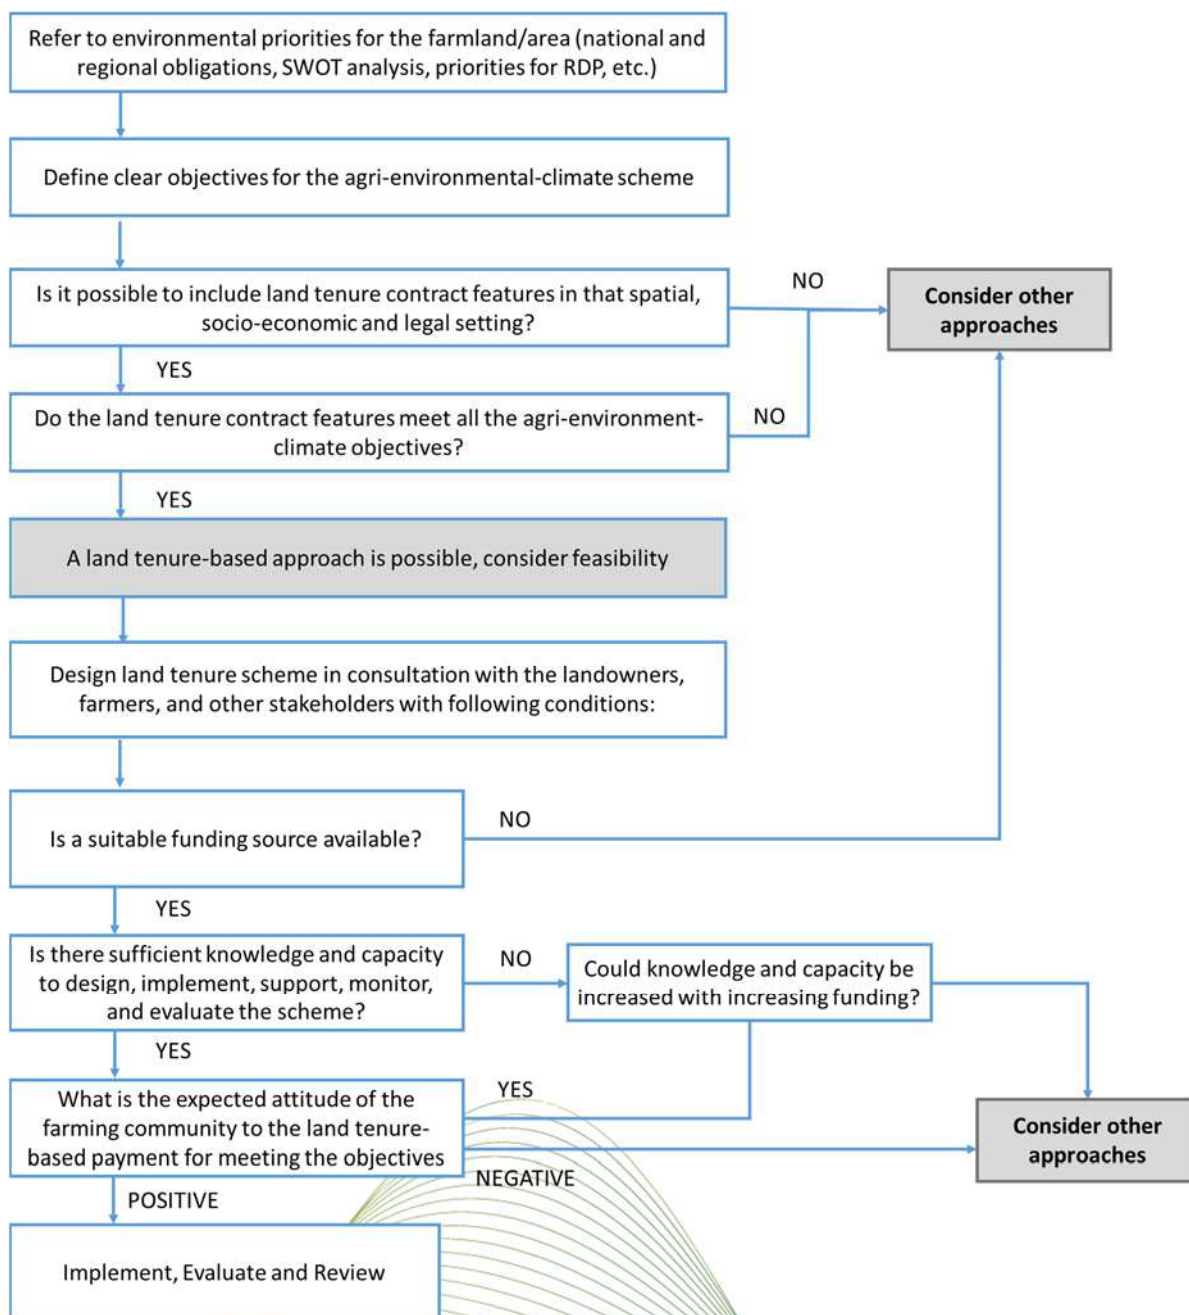 Refer to environmental priorities for the farmland/area (national and
regional obligations, SWOT analysis, priorities for RDP, etc.)
Define clear objectives for the agri-environmental-climate scheme
Is it possible to include land tenure contract features in that spatial,
socio-economic and legal setting?
NO
Consider other
approaches
YES
Do the land tenure contract features meet all the agri-environment-
climate objectives?
NO
YES
A land tenure-based approach is possible, consider feasibility
Design land tenure scheme in consultation with the landowners,
farmers, and other stakeholders with following conditions:
Is a suitable funding source available?
NO
YES
Is there sufficient knowledge and capacity
to design, implement, support, monitor,
and evaluate the scheme?
NO
Could knowledge and capacity be
increased with increasing funding?
YES
What is the expected attitude of the
farming community to the land tenure-
based payment for meeting the objectives
YES
NEGATIVE
Consider other
approaches
POSITIVE
Implement, Evaluate and Review